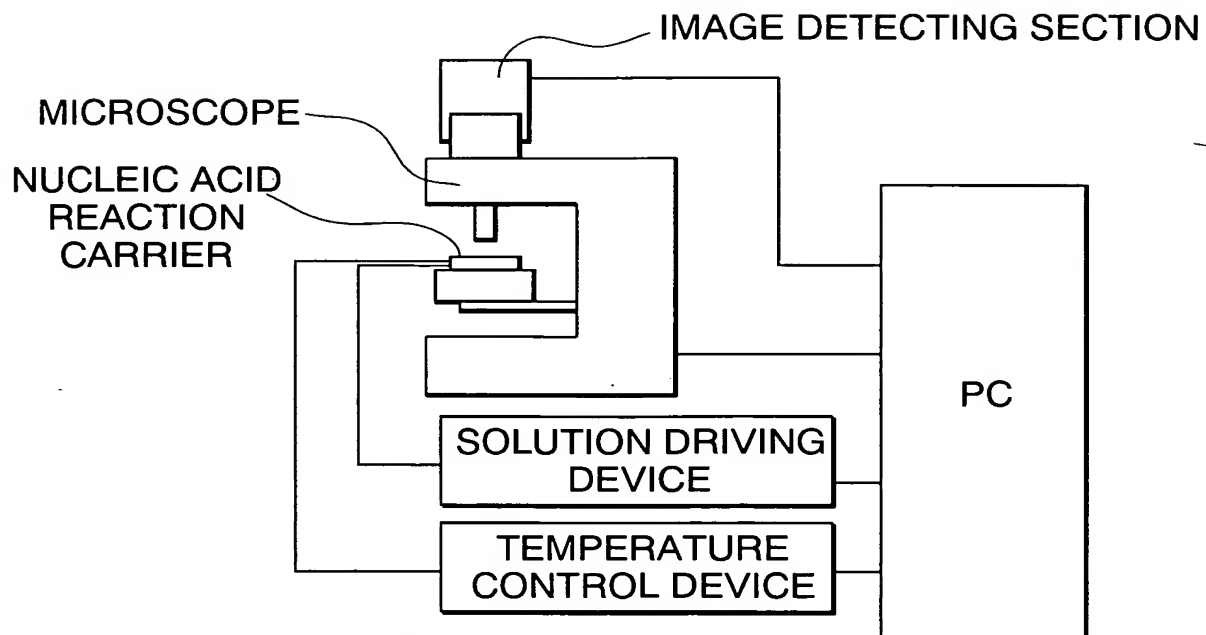 IMAGE DETECTING SECTION
MICROSCOPE
NUCLEIC ACID
REACTION
CARRIER
PC
SOLUTION DRIVING
DEVICE
TEMPERATURE
CONTROL DEVICE